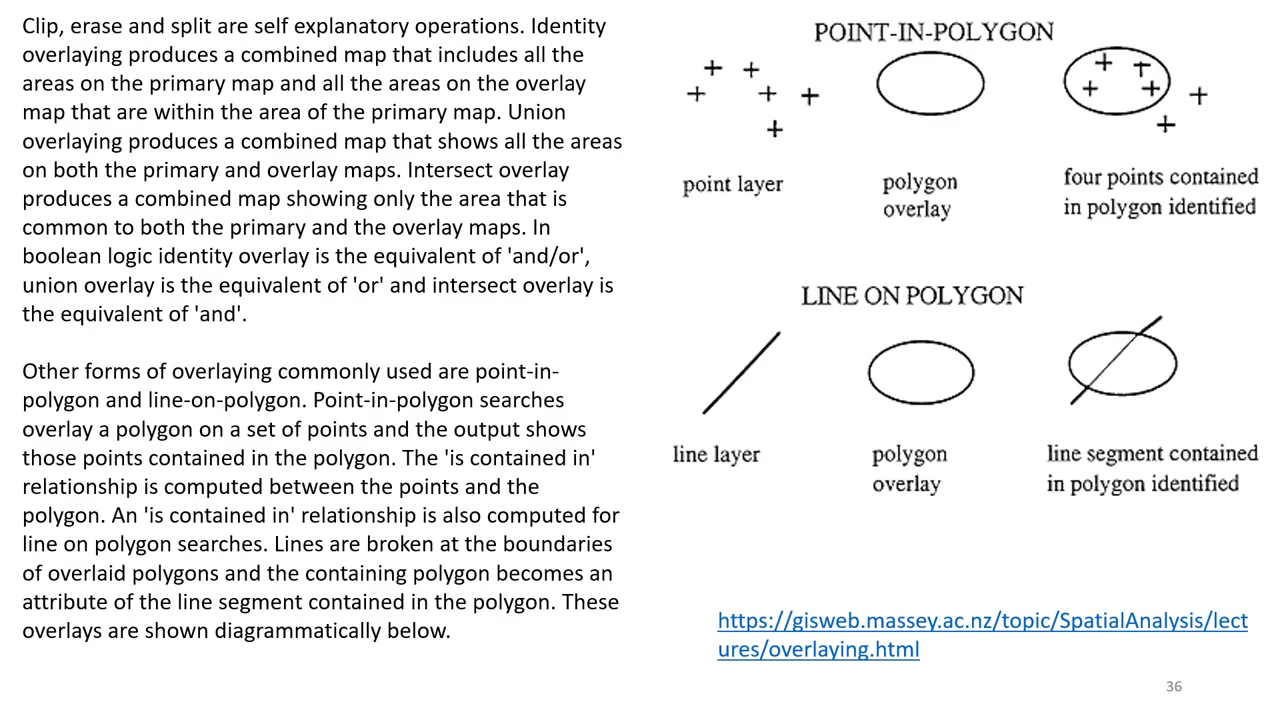 Clip, erase and split are self explanatory operations. Identity
overlaying produces a combined map that includes all the
areas on the primary map and all the areas on the overlay
map that are within the area of the primary map. Union
overlaying produces a combined map that shows all the areas
on both the primary and overlay maps. Intersect overlay
produces a combined map showing only the area that is
common to both the primary and the overlay maps. In
boolean logic identity overlay is the equivalent of 'and/or',
union overlay is the equivalent of 'or' and intersect overlay is
the equivalent of 'and'.
Other forms of overlaying commonly used are point-in-
polygon and line-on-polygon. Point-in-polygon searches
overlay a polygon on a set of points and the output shows
those points contained in the polygon. The 'is contained in'
relationship is computed between the points and the
polygon. An 'is contained in' relationship is also computed for
line on polygon searches. Lines are broken at the boundaries
of overlaid polygons and the containing polygon becomes an
attribute of the line segment contained in the polygon. These
overlays are shown diagrammatically below.
POINT-IN-POLYGON
point layer
polygon
overlay
four points contained
in polygon identified
LINE ON POLYGON
line layer
polygon
overlay
line segment contained
in polygon identified
https://gisweb.massey.ac.nz/topic/SpatialAnalysis/lect
ures/overlaying.html
36